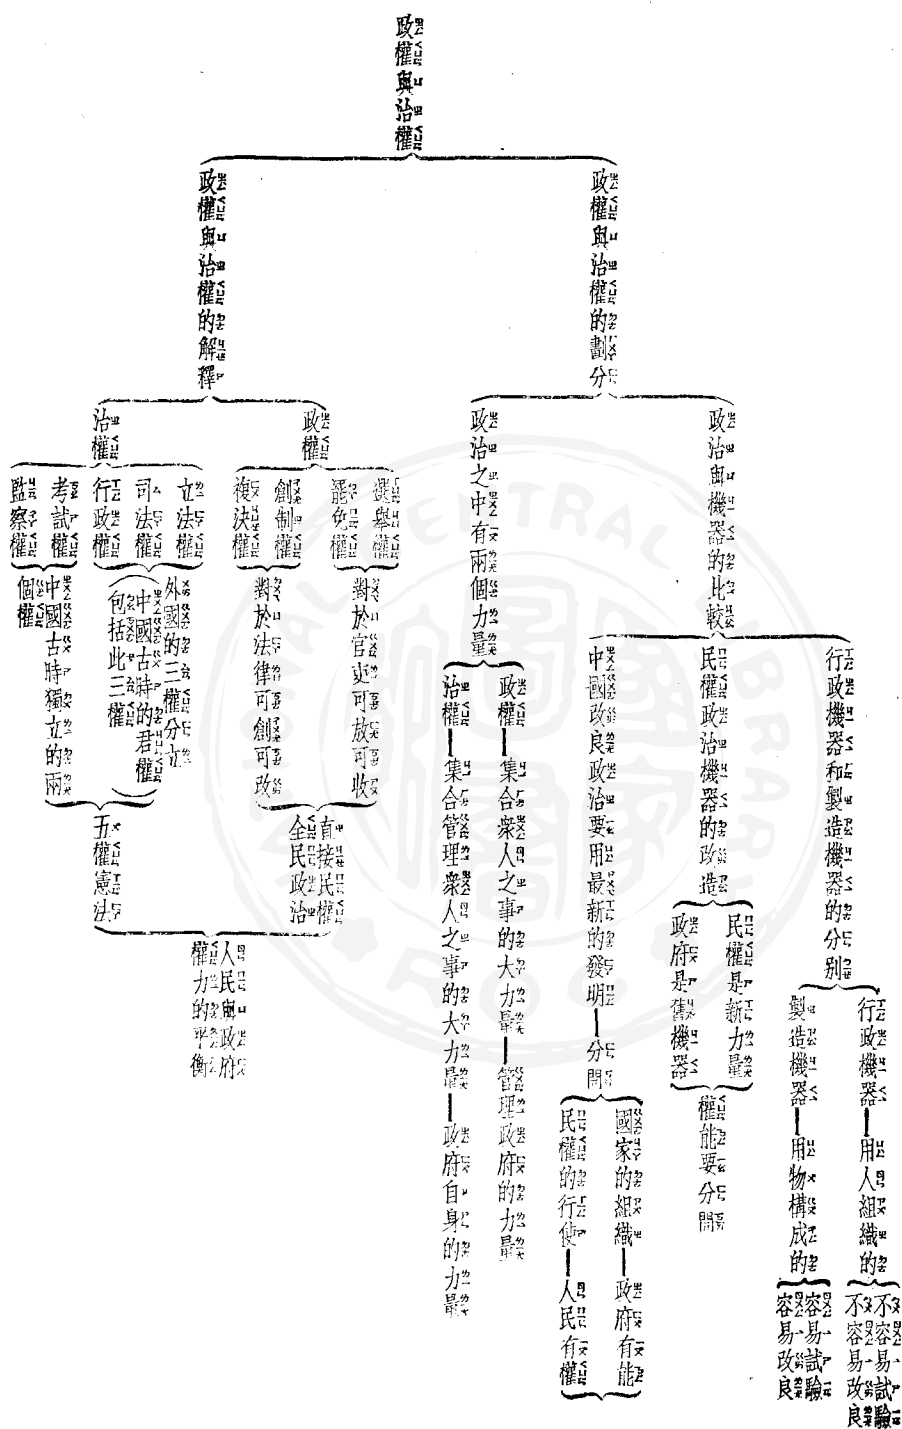 政權與治權
政權與治權的劃分
政治與機器的比較
行政機器和製造機器的分別
行政機器——用人組織的
不容易試驗
不容易改良
製造機器——用物構成的
容易試驗
容易改良
民權政治機器的改造
民權是新力量
政府是舊機器
權能要分開
中國改良政治要用最新的發明——分開
國家的組織——政府有能
民權的行使——人民有權
政治之中有兩個力量
政權——集合衆人之事的大力量——管理政府的力量
治權——集合管理衆人之事的大力量——政府自身的力量
政權與治權的解釋
政權
選舉權
罷免權
對於官吏可放可收
創制權
複決權
對於法律可創可改
直接民權
全民政治
治權
立法權
司法權
行政權
外國的三權分立
(中國古時的君權
包括此三權)
考試權
監察權
中國古時獨立的兩
個權
五權憲法
人民與政府
權力的平衡
NATIONAL CENTRAL LIBRARY
ROC
國家圖書